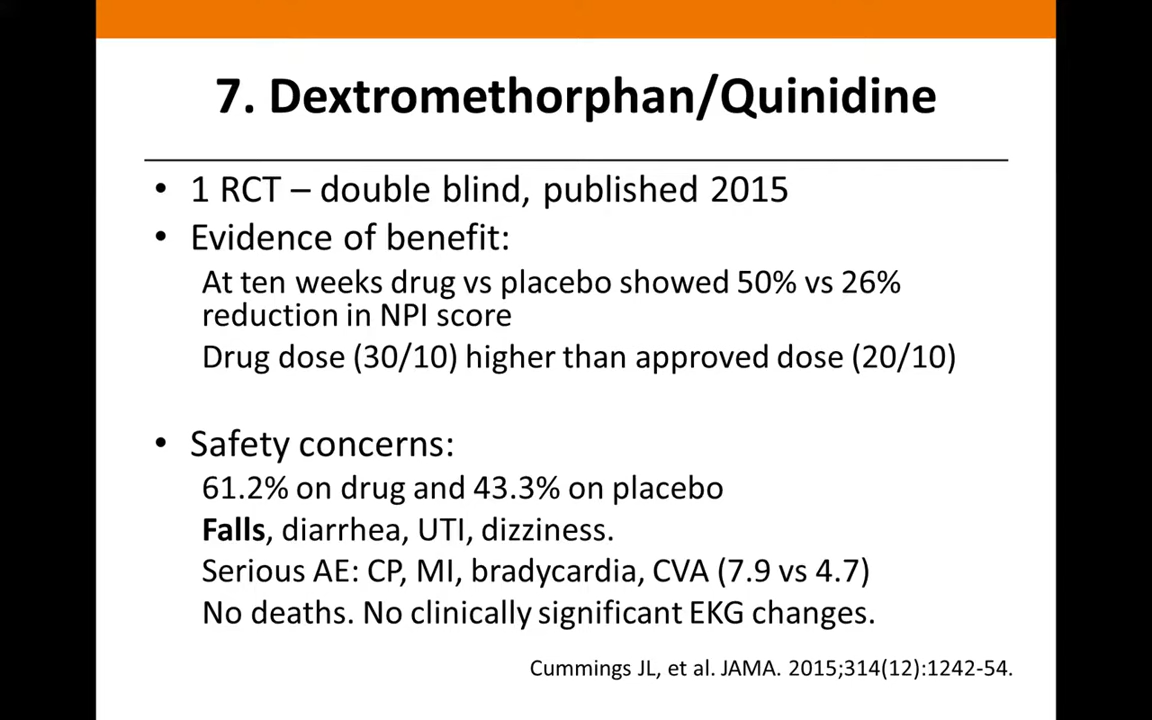 7. Dextromethorphan/Quinidine
• 1 RCT – double blind, published 2015
• Evidence of benefit:
At ten weeks drug vs placebo showed 50% vs 26%
reduction in NPI score
Drug dose (30/10) higher than approved dose (20/10)
• Safety concerns:
61.2% on drug and 43.3% on placebo
Falls, diarrhea, UTI, dizziness.
Serious AE: CP, MI, bradycardia, CVA (7.9 vs 4.7)
No deaths. No clinically significant EKG changes.
Cummings JL, et al. JAMA. 2015;314(12):1242-54.